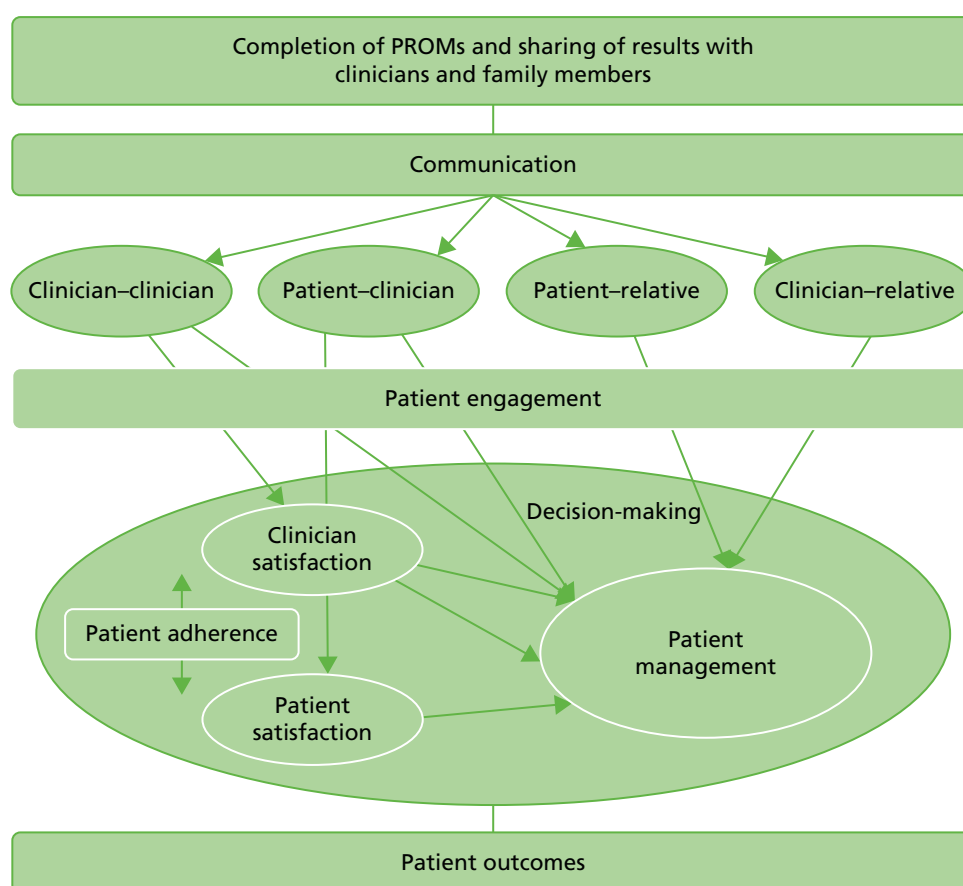 Completion of PROMs and sharing of results with
clinicians and family members
Communication
Clinician–clinician
Patient–clinician
Patient–relative
Clinician–relative
Patient engagement
Decision-making
Clinician
satisfaction
Patient adherence
Patient
management
Patient
satisfaction
Patient outcomes